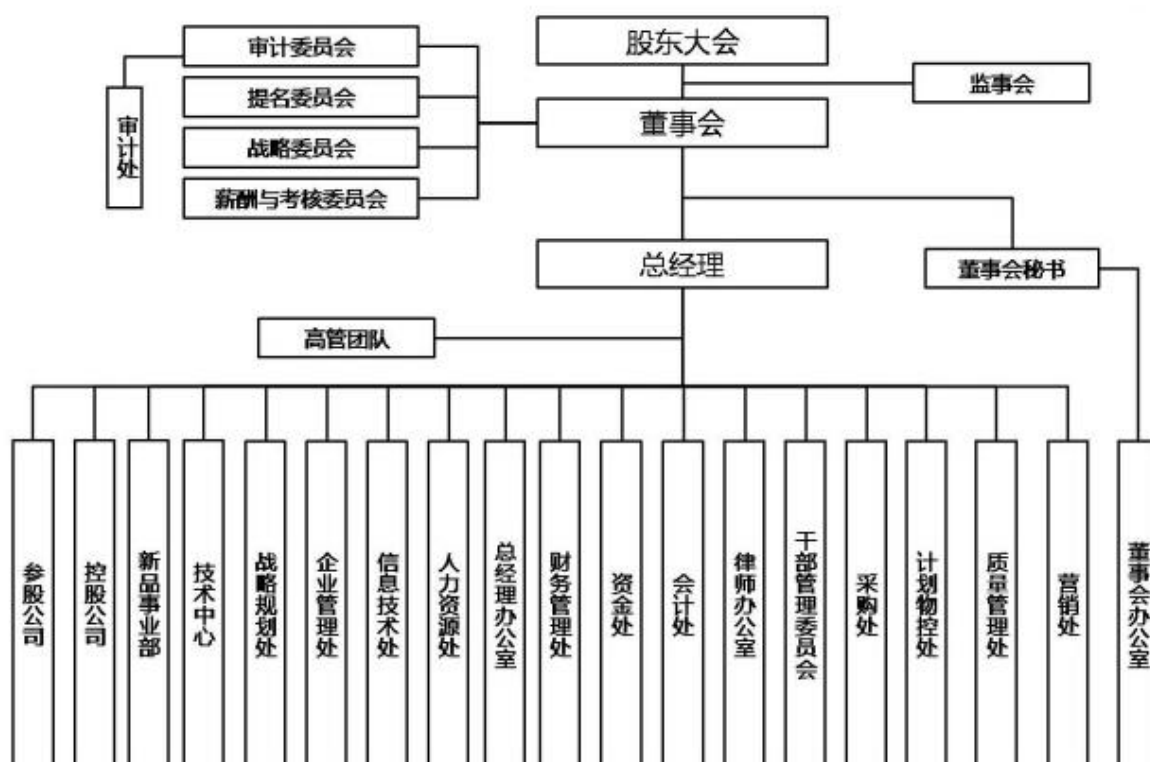 股东大会
审计委员会
监事会
提名委员会
审计处
董事会
战略委员会
薪酬与考核委员会
总经理
董事会秘书
高管团队
参股公司
控股公司
新品事业部
技术中心
战略规划处
企业管理处
信息技术处
人力资源处
总经理办公室
财务管理处
资金处
会计处
律师办公室
干部管理委员会
采购处
计划物控处
质量管理处
营销处
董事会办公室